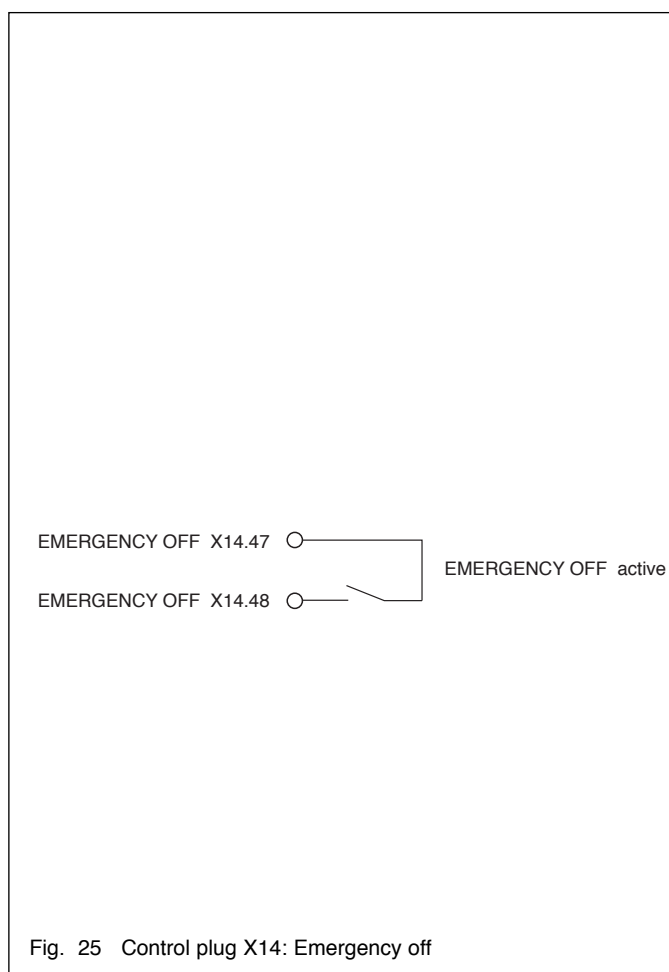 EMERGENCY OFF X14.47
EMERGENCY OFF active
EMERGENCY OFF X14.48
Fig. 25 Control plug X14: Emergency off